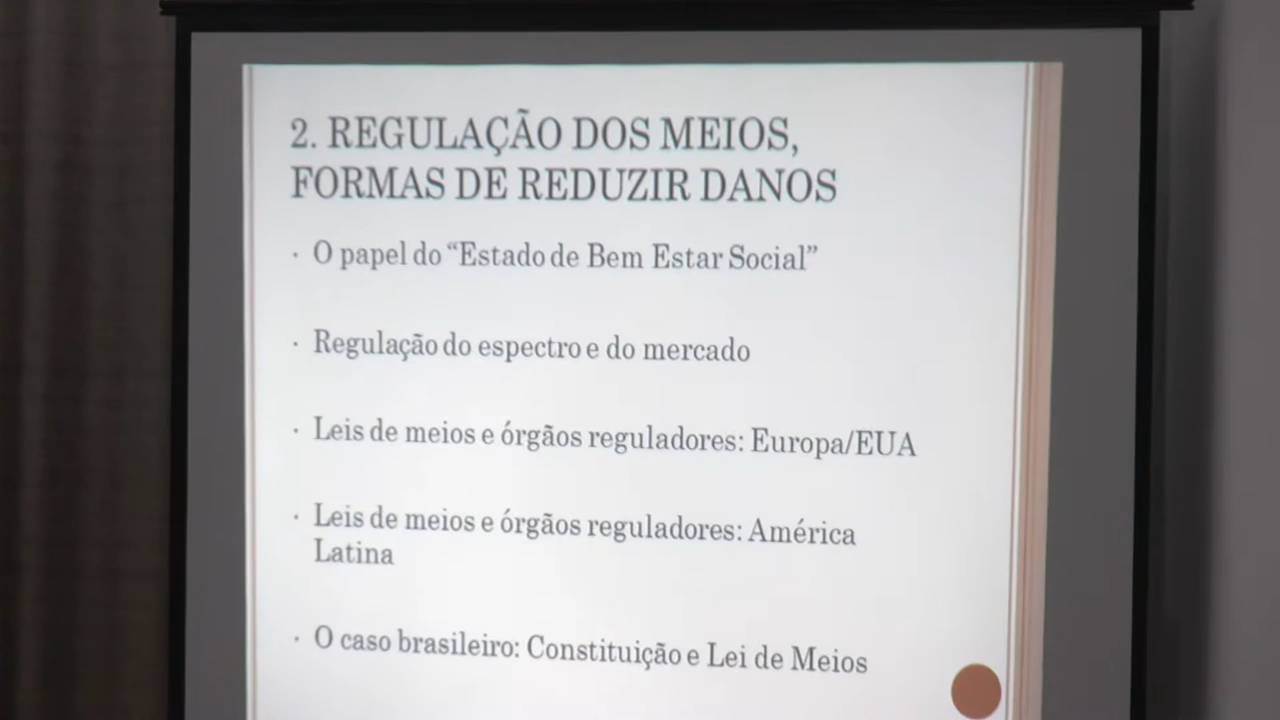 2. REGULAÇÃO DOS MEIOS,
FORMAS DE REDUZIR DANOS
· O papel do “Estado de Bem Estar Social”
· Regulação do espectro e do mercado
· Leis de meios e órgãos reguladores: Europa/EUA
· Leis de meios e órgãos reguladores: América
Latina
· O caso brasileiro: Constituição e Lei de Meios